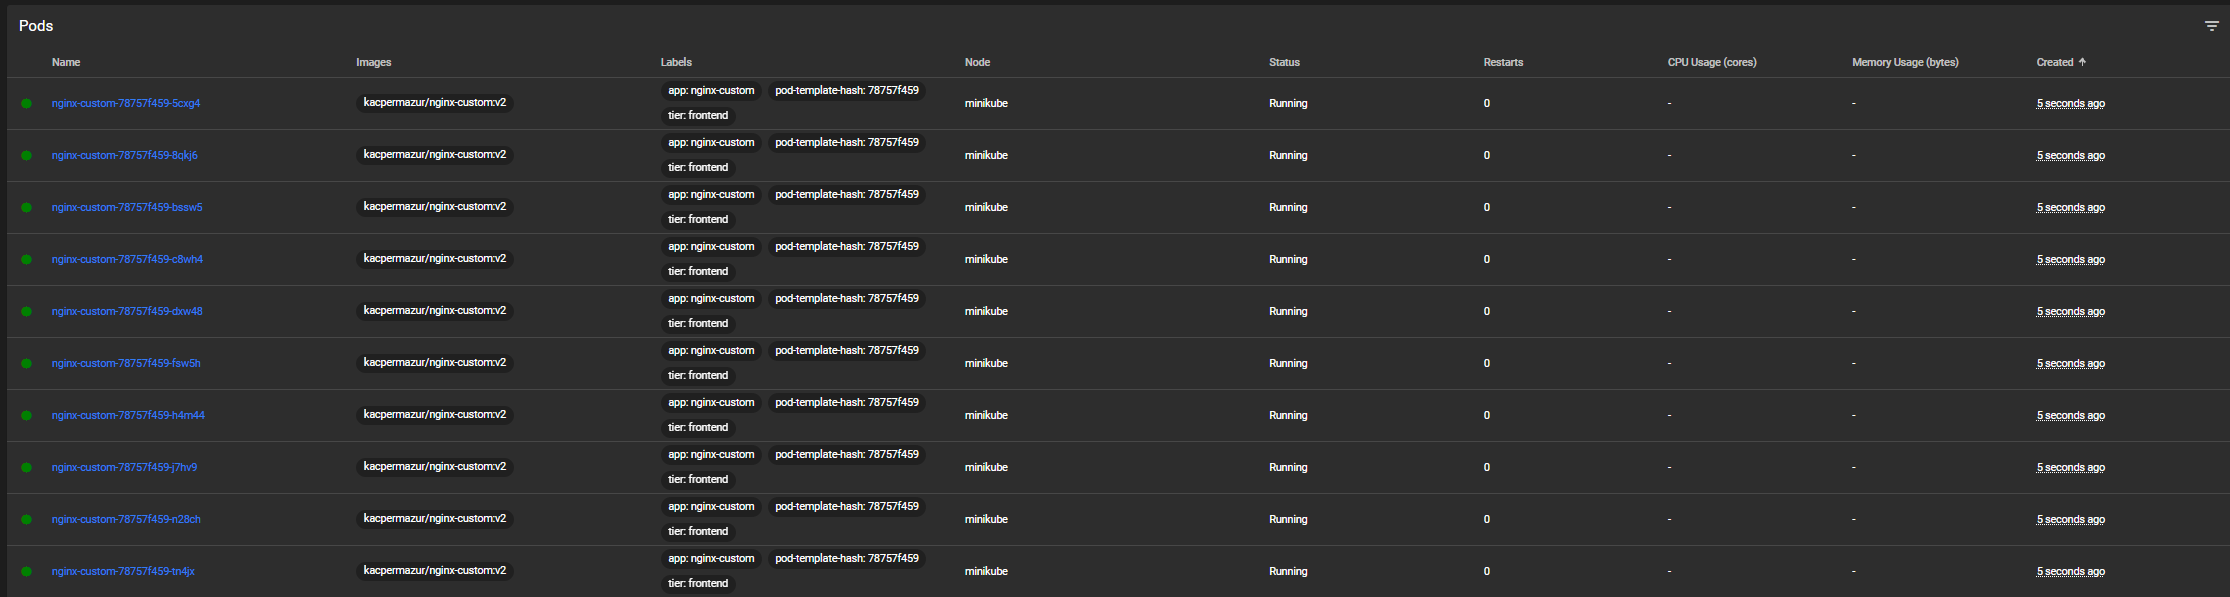 Pods
Name Images Labels Node Status Restarts CPU Usage (cores) Memory Usage (bytes) Created ↑
nginx-custom-78757f459-5cxg4 kacpermazur/nginx-custom:v2 app: nginx-custom pod-template-hash: 78757f459 minikube Running 0 - - 5 seconds ago
tier: frontend
nginx-custom-78757f459-8qkj6 kacpermazur/nginx-custom:v2 app: nginx-custom pod-template-hash: 78757f459 minikube Running 0 - - 5 seconds ago
tier: frontend
nginx-custom-78757f459-bssw5 kacpermazur/nginx-custom:v2 app: nginx-custom pod-template-hash: 78757f459 minikube Running 0 - - 5 seconds ago
tier: frontend
nginx-custom-78757f459-c8wh4 kacpermazur/nginx-custom:v2 app: nginx-custom pod-template-hash: 78757f459 minikube Running 0 - - 5 seconds ago
tier: frontend
nginx-custom-78757f459-dxw48 kacpermazur/nginx-custom:v2 app: nginx-custom pod-template-hash: 78757f459 minikube Running 0 - - 5 seconds ago
tier: frontend
nginx-custom-78757f459-fsw5h kacpermazur/nginx-custom:v2 app: nginx-custom pod-template-hash: 78757f459 minikube Running 0 - - 5 seconds ago
tier: frontend
nginx-custom-78757f459-h4m44 kacpermazur/nginx-custom:v2 app: nginx-custom pod-template-hash: 78757f459 minikube Running 0 - - 5 seconds ago
tier: frontend
nginx-custom-78757f459-j7hv9 kacpermazur/nginx-custom:v2 app: nginx-custom pod-template-hash: 78757f459 minikube Running 0 - - 5 seconds ago
tier: frontend
nginx-custom-78757f459-n28ch kacpermazur/nginx-custom:v2 app: nginx-custom pod-template-hash: 78757f459 minikube Running 0 - - 5 seconds ago
tier: frontend
nginx-custom-78757f459-tn4jx kacpermazur/nginx-custom:v2 app: nginx-custom pod-template-hash: 78757f459 minikube Running 0 - - 5 seconds ago
tier: frontend